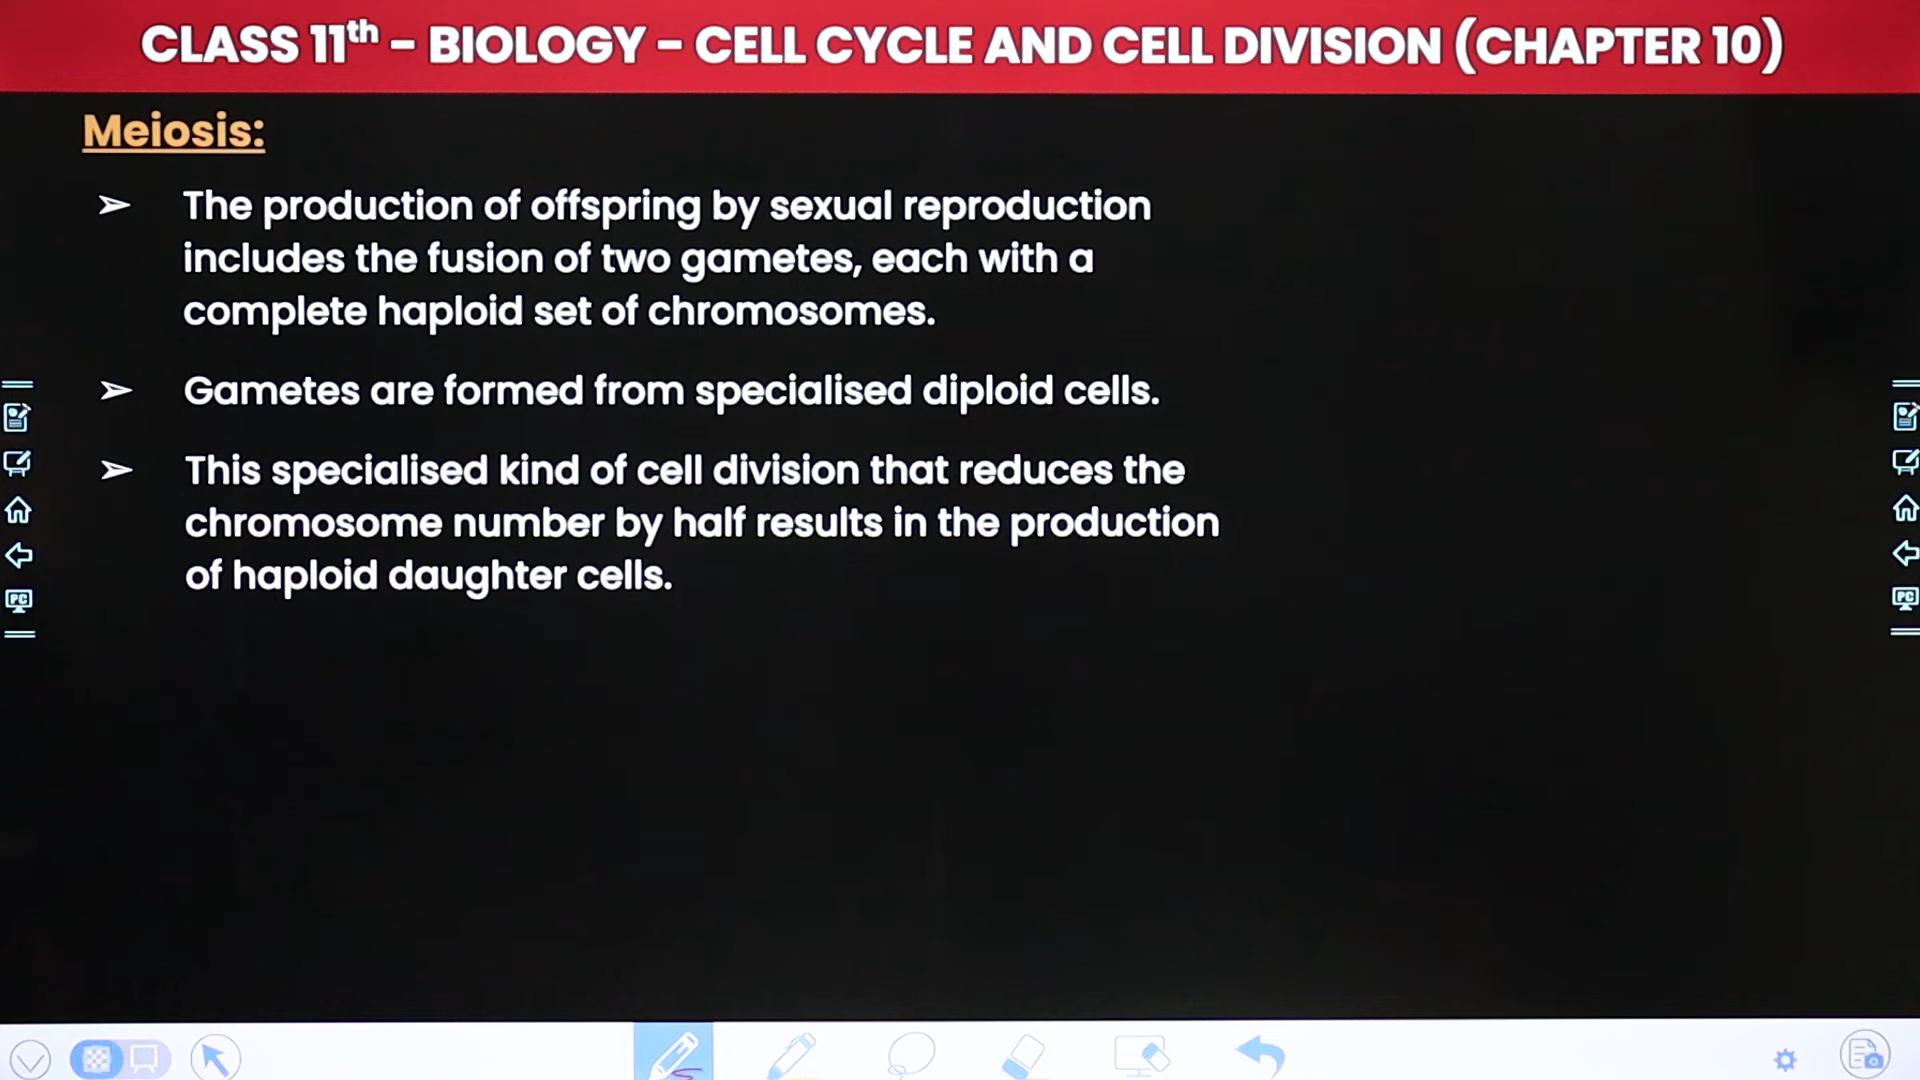 CLASS 11th - BIOLOGY - CELL CYCLE AND CELL DIVISION (CHAPTER 10)
Meiosis:
➢ The production of offspring by sexual reproduction
includes the fusion of two gametes, each with a
complete haploid set of chromosomes.
➢ Gametes are formed from specialised diploid cells.
➢ This specialised kind of cell division that reduces the
chromosome number by half results in the production
of haploid daughter cells.
PC
PC